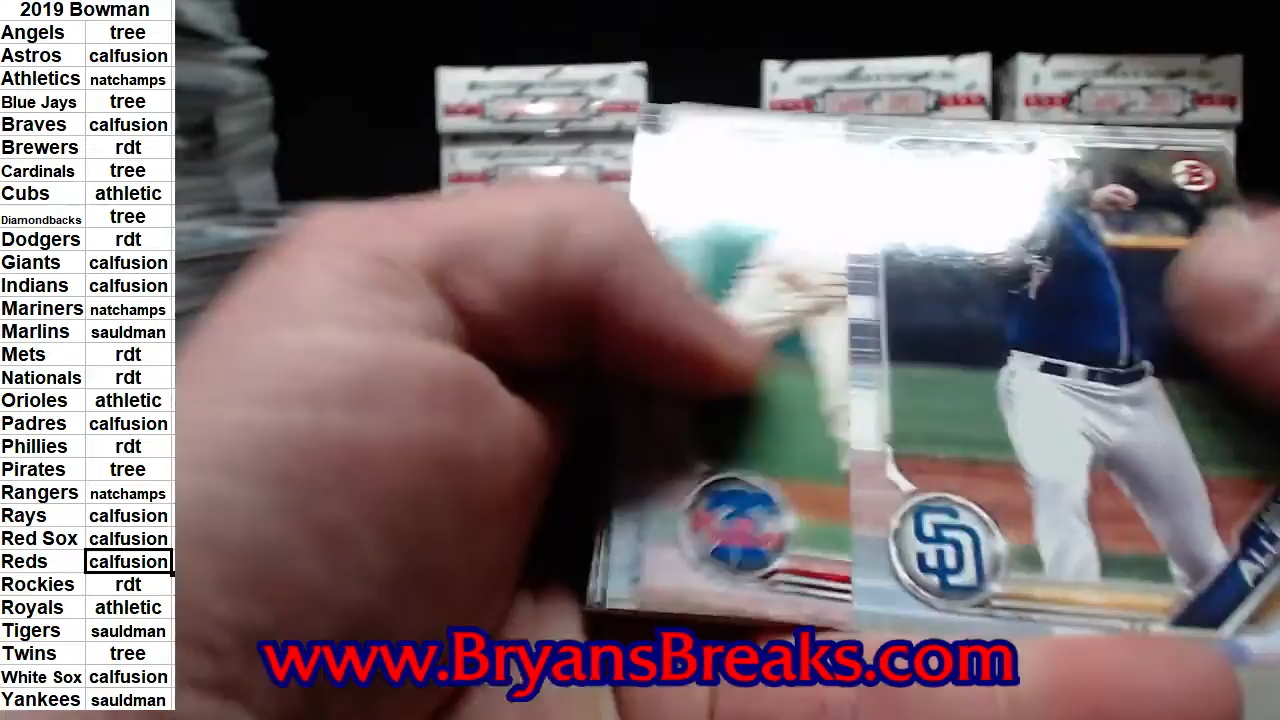 2019 Bowman
Angels tree
Astros calfusion
Athletics natchamps
Blue Jays tree
Braves calfusion
Brewers rdt
Cardinals tree
Cubs athletic
Diamondbacks tree
Dodgers rdt
Giants calfusion
Indians calfusion
Mariners natchamps
Marlins sauldman
Mets rdt
Nationals rdt
Orioles athletic
Padres calfusion
Phillies rdt
Pirates tree
Rangers natchamps
Rays calfusion
Red Sox calfusion
Reds calfusion
Rockies rdt
Royals athletic
Tigers sauldman
Twins tree
White Sox calfusion
Yankees sauldman
B
SD
www.BryansBreaks.com